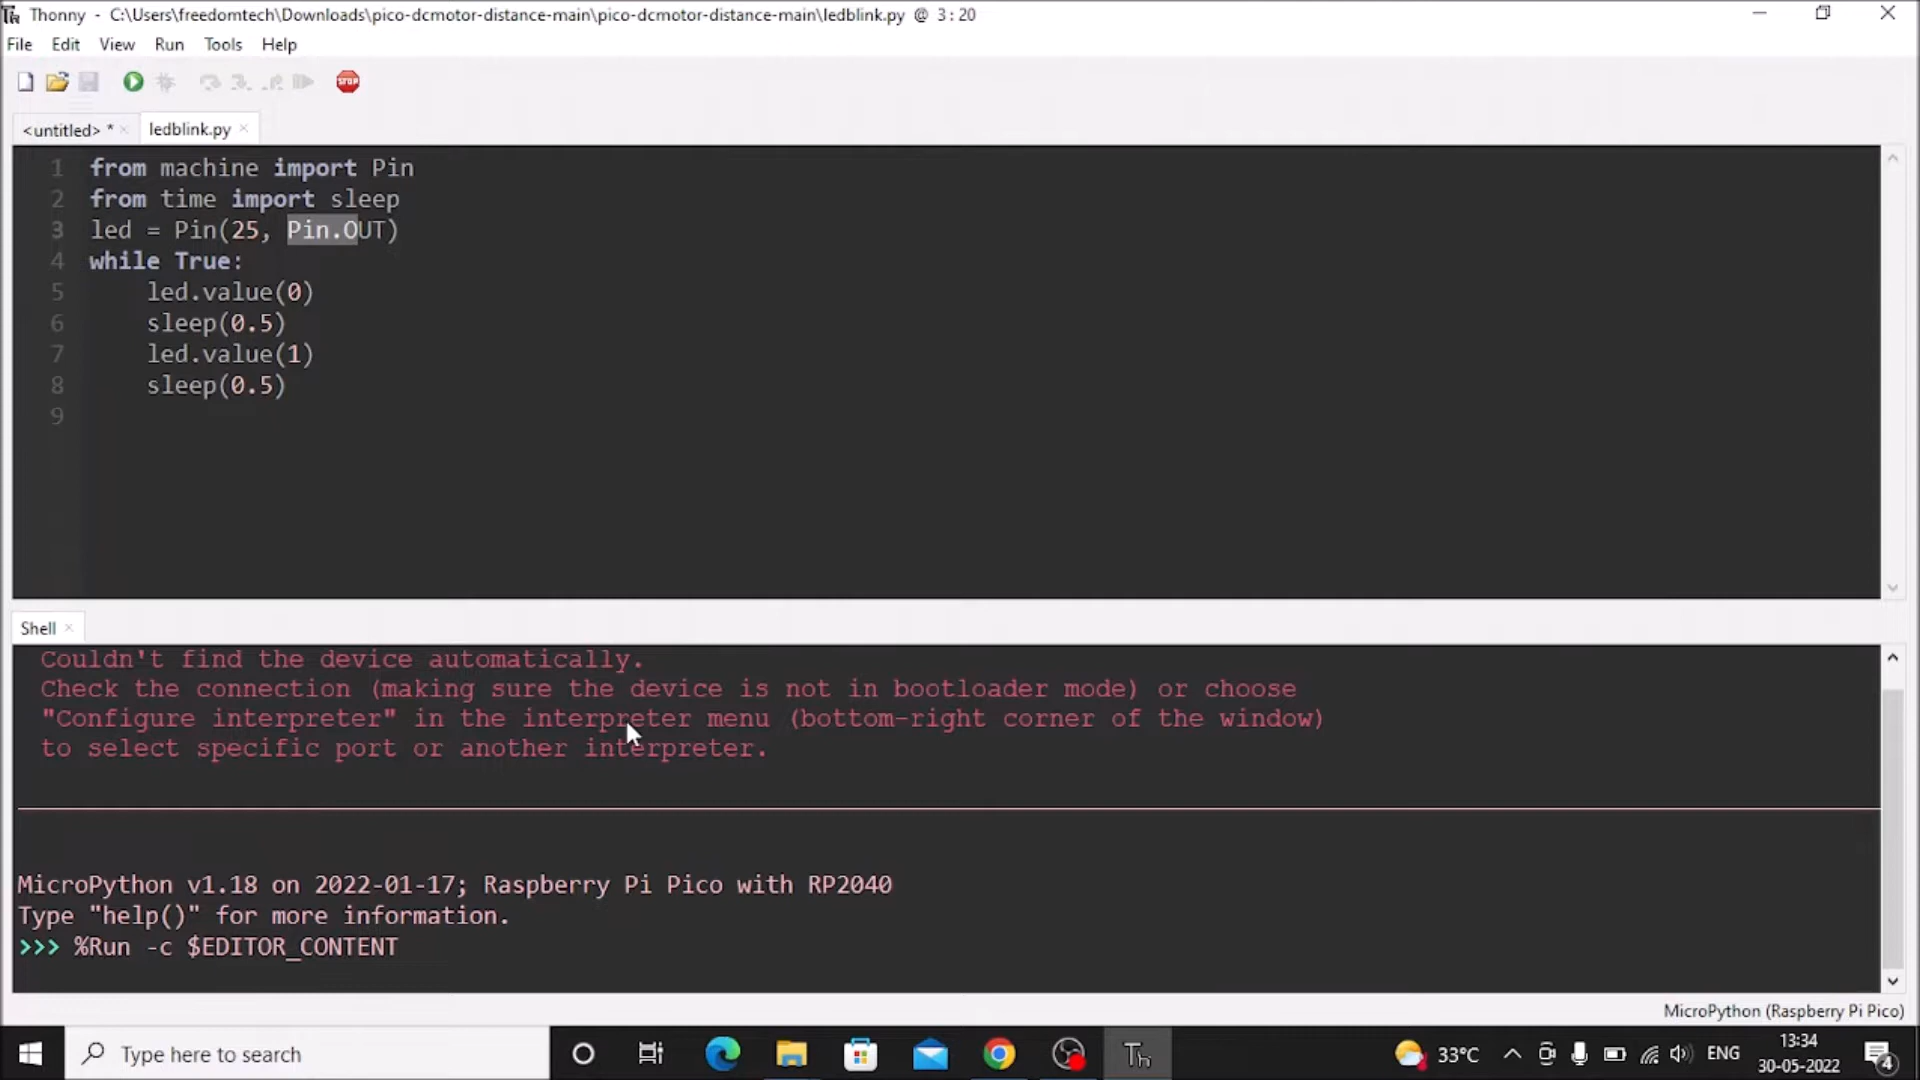 Th Thonny - C:\Users\freedomtech\Downloads\pico-dcmotor-distance-main\pico-dcmotor-distance-main\ledblink.py @ 3:20
File Edit View Run Tools Help
STOP
<untitled> * × ledblink.py ×
1 from machine import Pin
2 from time import sleep
3 led = Pin(25, Pin.OUT)
4 while True:
5     led.value(0)
6     sleep(0.5)
7     led.value(1)
8     sleep(0.5)
9
Shell ×
Couldn't find the device automatically.
Check the connection (making sure the device is not in bootloader mode) or choose
"Configure interpreter" in the interpreter menu (bottom-right corner of the window)
to select specific port or another interpreter.
MicroPython v1.18 on 2022-01-17; Raspberry Pi Pico with RP2040
Type "help()" for more information.
>>> %Run -c $EDITOR_CONTENT
MicroPython (Raspberry Pi Pico)
Type here to search
Th
33°C
ENG
13:34
30-05-2022
4